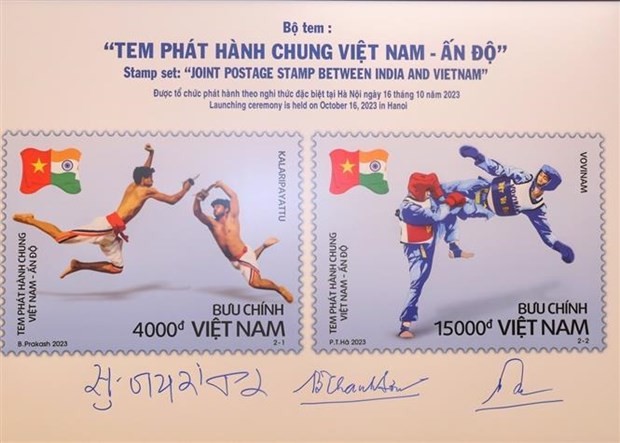 Bộ tem :
“TEM PHÁT HÀNH CHUNG VIỆT NAM - ẤN ĐỘ”
Stamp set: “JOINT POSTAGE STAMP BETWEEN INDIA AND VIETNAM”
Được tổ chức phát hành theo nghi thức đặc biệt tại Hà Nội ngày 16 tháng 10 năm 2023
Launching ceremony is held on October 16, 2023 in Hanoi
KALARIPAYATTU
TEM PHÁT HÀNH CHUNG
VIỆT NAM - ẤN ĐỘ
BƯU CHÍNH
4000đ VIỆT NAM
B.Prakash 2023
2-1
VOVINAM
TEM PHÁT HÀNH CHUNG
VIỆT NAM - ẤN ĐỘ
BƯU CHÍNH
15000đ VIỆT NAM
P.T.Hà 2023
2-2